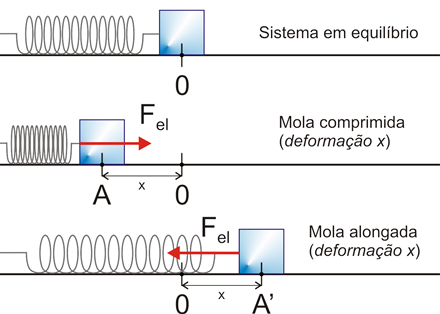 Sistema em equilíbrio
0
F el
Mola comprimida
(deformação x)
x
A 0
F el
Mola alongada
(deformação x)
x
0 A'